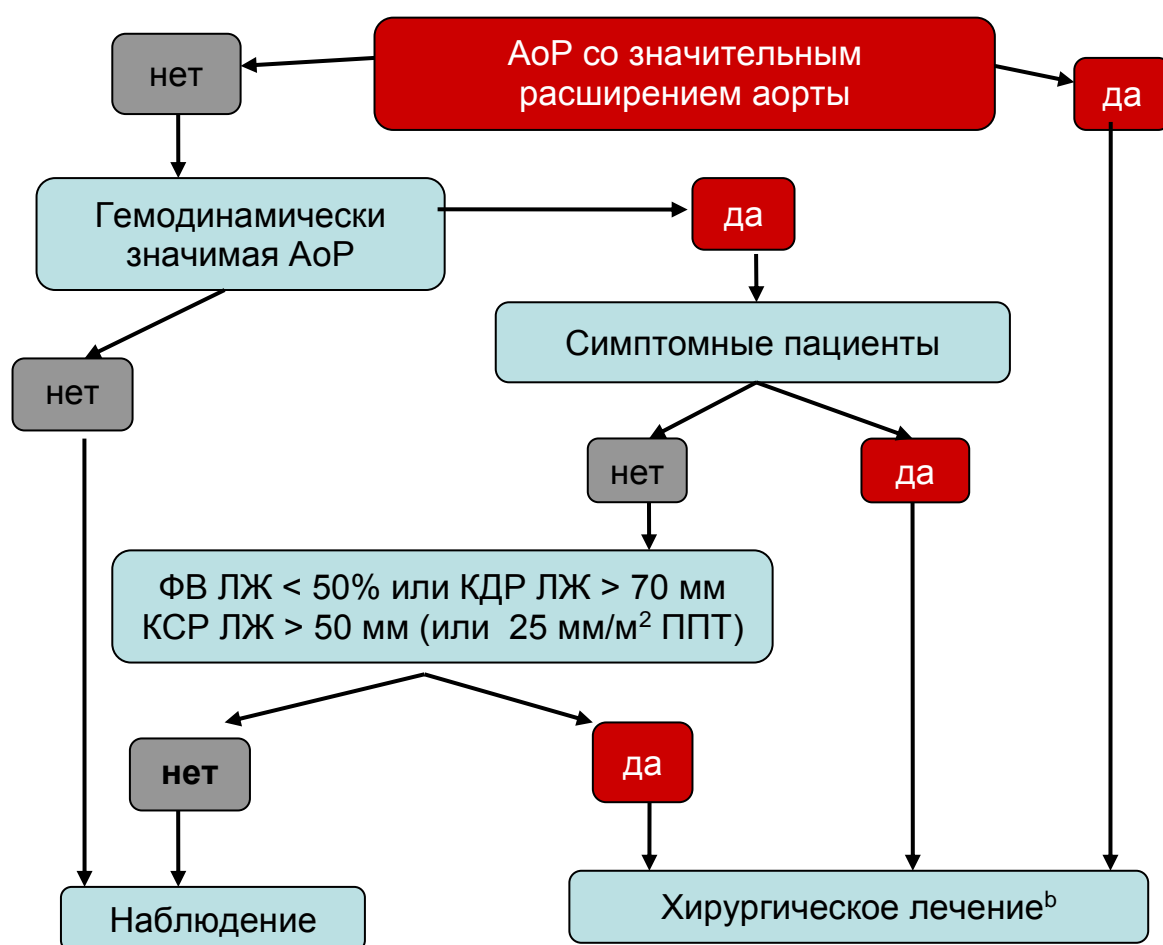 АоР со значительным
расширением аорты
нет
да
Гемодинамически
значимая АоР
да
Симптомные пациенты
нет
нет
да
ФВ ЛЖ < 50% или КДР ЛЖ > 70 мм
КСР ЛЖ > 50 мм (или 25 мм/м² ППТ)
нет
да
Наблюдение
Хирургическое лечениеᵇ